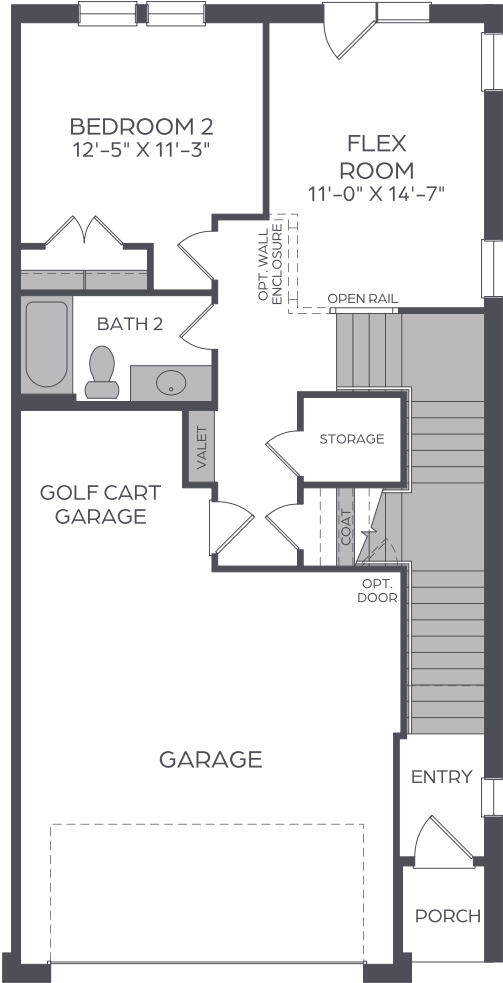 BEDROOM 2
12'-5" X 11'-3"
FLEX
ROOM
11'-0" X 14'-7"
OPT. WALL
ENCLOSURE
OPEN RAIL
BATH 2
VALET
STORAGE
GOLF CART
GARAGE
COAT
OPT.
DOOR
GARAGE
ENTRY
PORCH